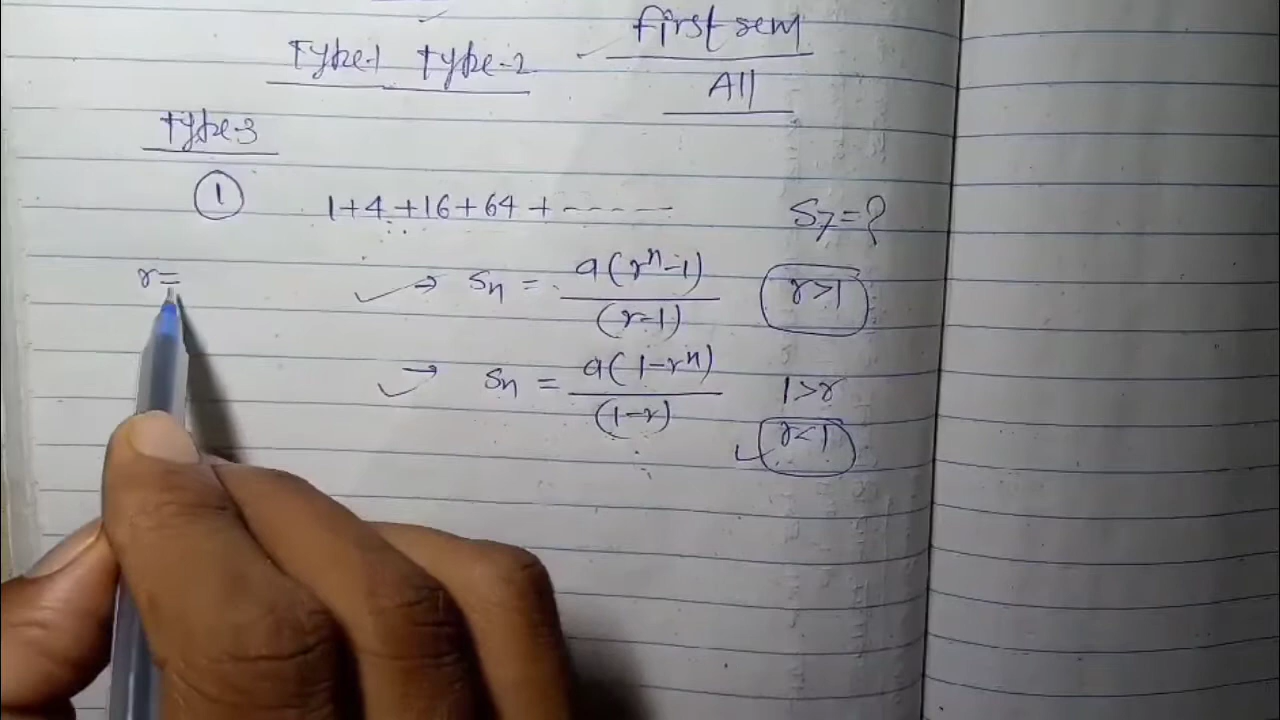 First sem
Type-1 Type-2
All
Type-3
1 1+4+16+64+------ S7=?
r= → Sn = a(r^n-1)/(r-1) r>1
→ Sn = a(1-r^n)/(1-r) 1>r
r<1